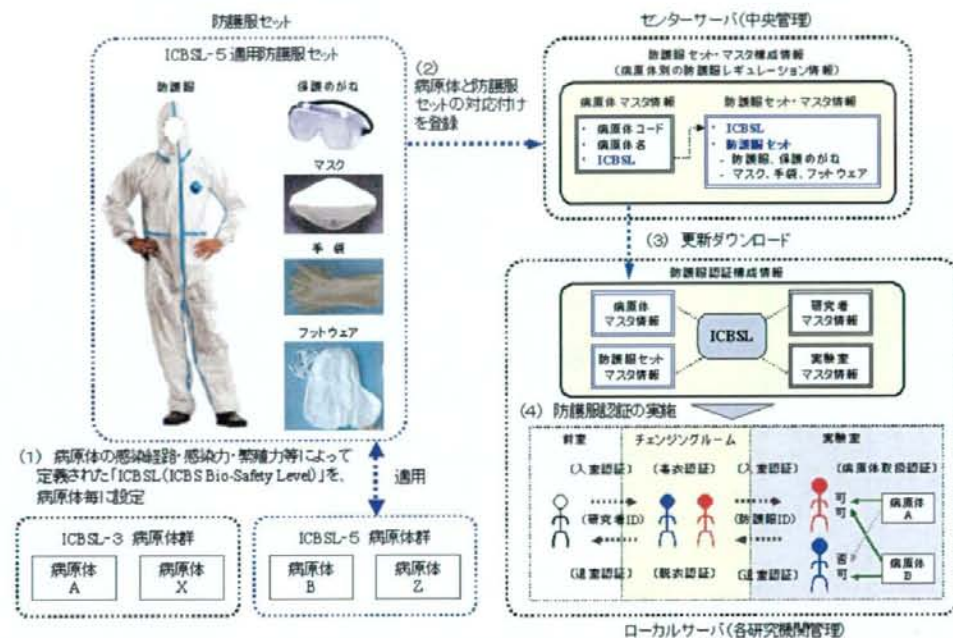 防護服セット
ICBSL-5 適用防護服セット
防護服
保護めがね
マスク
手袋
フットウェア
(1) 病原体の感染経路・感染力・繁殖力等によって
定義された「ICBSL(ICBS Bio-Safety Level)」を、
病原体毎に設定
適用
ICBSL-3 病原体群
病原体
A
病原体
X
ICBSL-5 病原体群
病原体
B
病原体
Z
(2)
病原体と防護服
セットの対応付け
を登録
センターサーバ(中央管理)
防護服セット・マスタ構成情報
(病原体別の防護服レギュレーション情報)
病原体マスタ情報
・ 病原体コード
・ 病原体名
・ ICBSL
防護服セット・マスタ情報
・ ICBSL
・ 防護服セット
- 防護服、保護めがね
- マスク、手袋、フットウェア
(3) 更新ダウンロード
防護服認証構成情報
病原体
マスタ情報
研究者
マスタ情報
ICBSL
防護服セット
マスタ情報
実験室
マスタ情報
(4) 防護服認証の実施
前室
チェンジングルーム
実験室
(入室認証)
(着衣認証)
(入室認証)
(病原体取扱認証)
(研究者ID)
(防護服ID)
可
可
否
可
病原体
A
病原体
B
(退室認証)
(脱衣認証)
(退室認証)
ローカルサーバ(各研究機関管理)